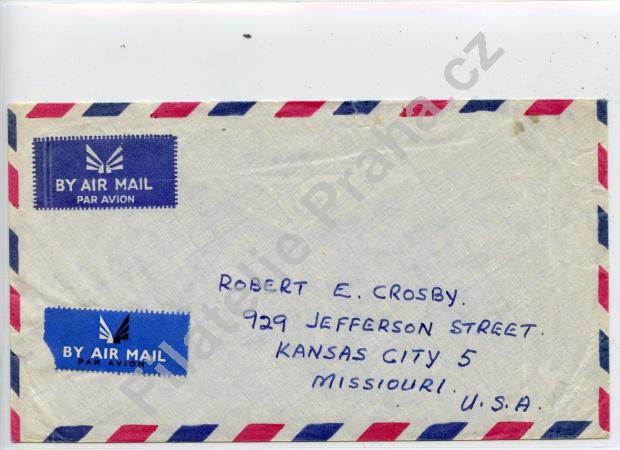 BY AIR MAIL
PAR AVION
BY AIR MAIL
PAR AVION
ROBERT E. CROSBY.
929 JEFFERSON STREET.
KANSAS CITY 5
MISSIOURI.
U.S.A.
Filatelie Praha.cz